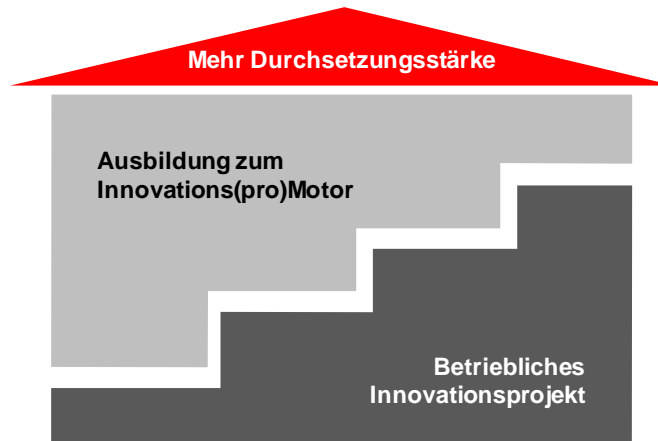 Mehr Durchsetzungsstärke
Ausbildung zum
Innovations(pro)Motor
Betriebliches
Innovationsprojekt